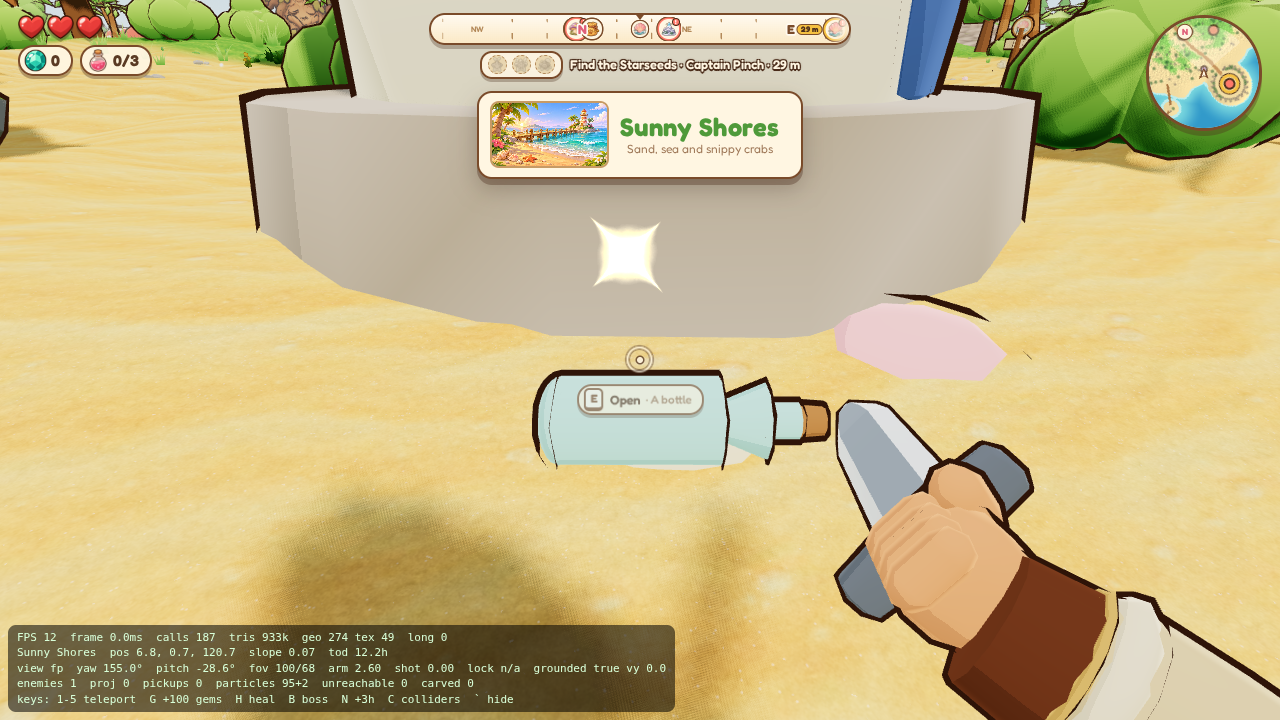 NW
N
NE
E 29 m
N
0
0/3
Find the Starseeds · Captain Pinch · 29 m
Sunny Shores
Sand, sea and snippy crabs
E Open · A bottle
FPS 12 frame 0.0ms calls 187 tris 933k geo 274 tex 49 long 0
Sunny Shores pos 6.8, 0.7, 120.7 slope 0.07 tod 12.2h
view fp yaw 155.0° pitch -28.6° fov 100/68 arm 2.60 shot 0.00 lock n/a grounded true vy 0.0
enemies 1 proj 0 pickups 0 particles 95+2 unreachable 0 carved 0
keys: 1-5 teleport G +100 gems H heal B boss N +3h C colliders ` hide